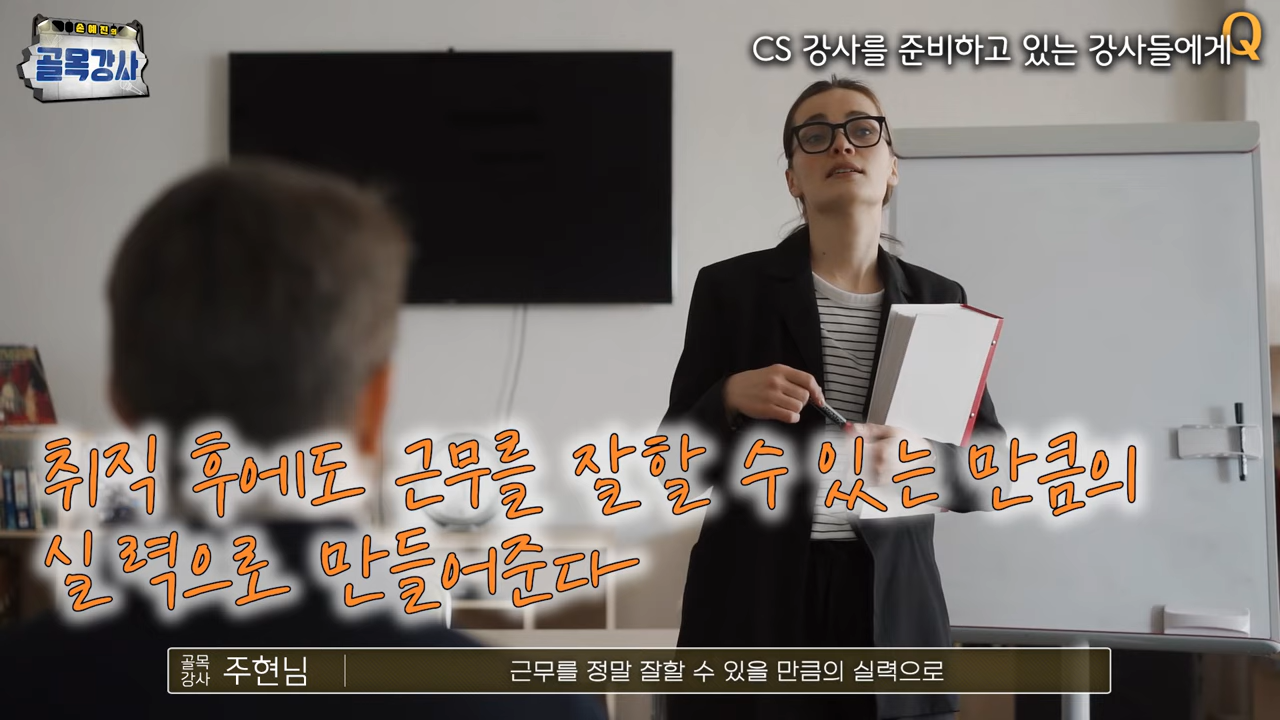 손혜진의
골목강사
CS 강사를 준비하고 있는 강사들에게
Q
취직 후에도 근무를 잘할 수 있는 만큼의
실력으로 만들어준다
골목
강사
주현님
근무를 정말 잘할 수 있을 만큼의 실력으로